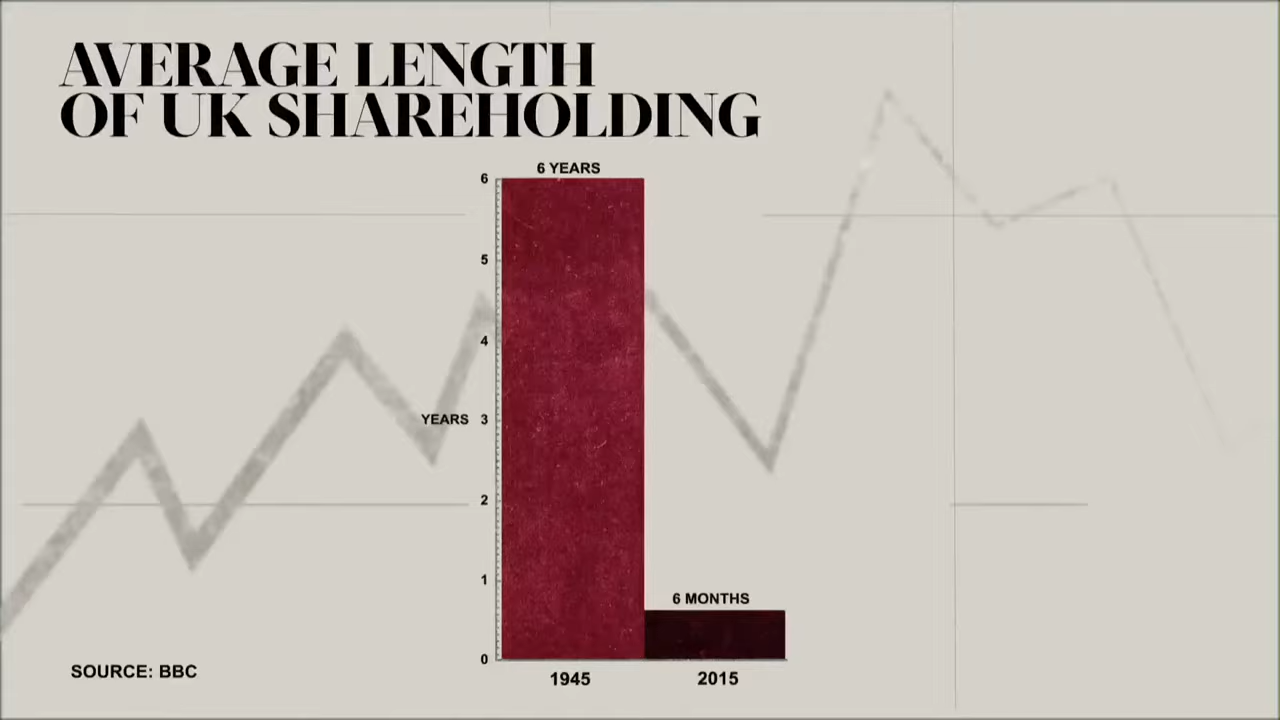 AVERAGE LENGTH
OF UK SHAREHOLDING
6 YEARS
6
5
4
YEARS 3
2
1
6 MONTHS
0
1945 2015
SOURCE: BBC